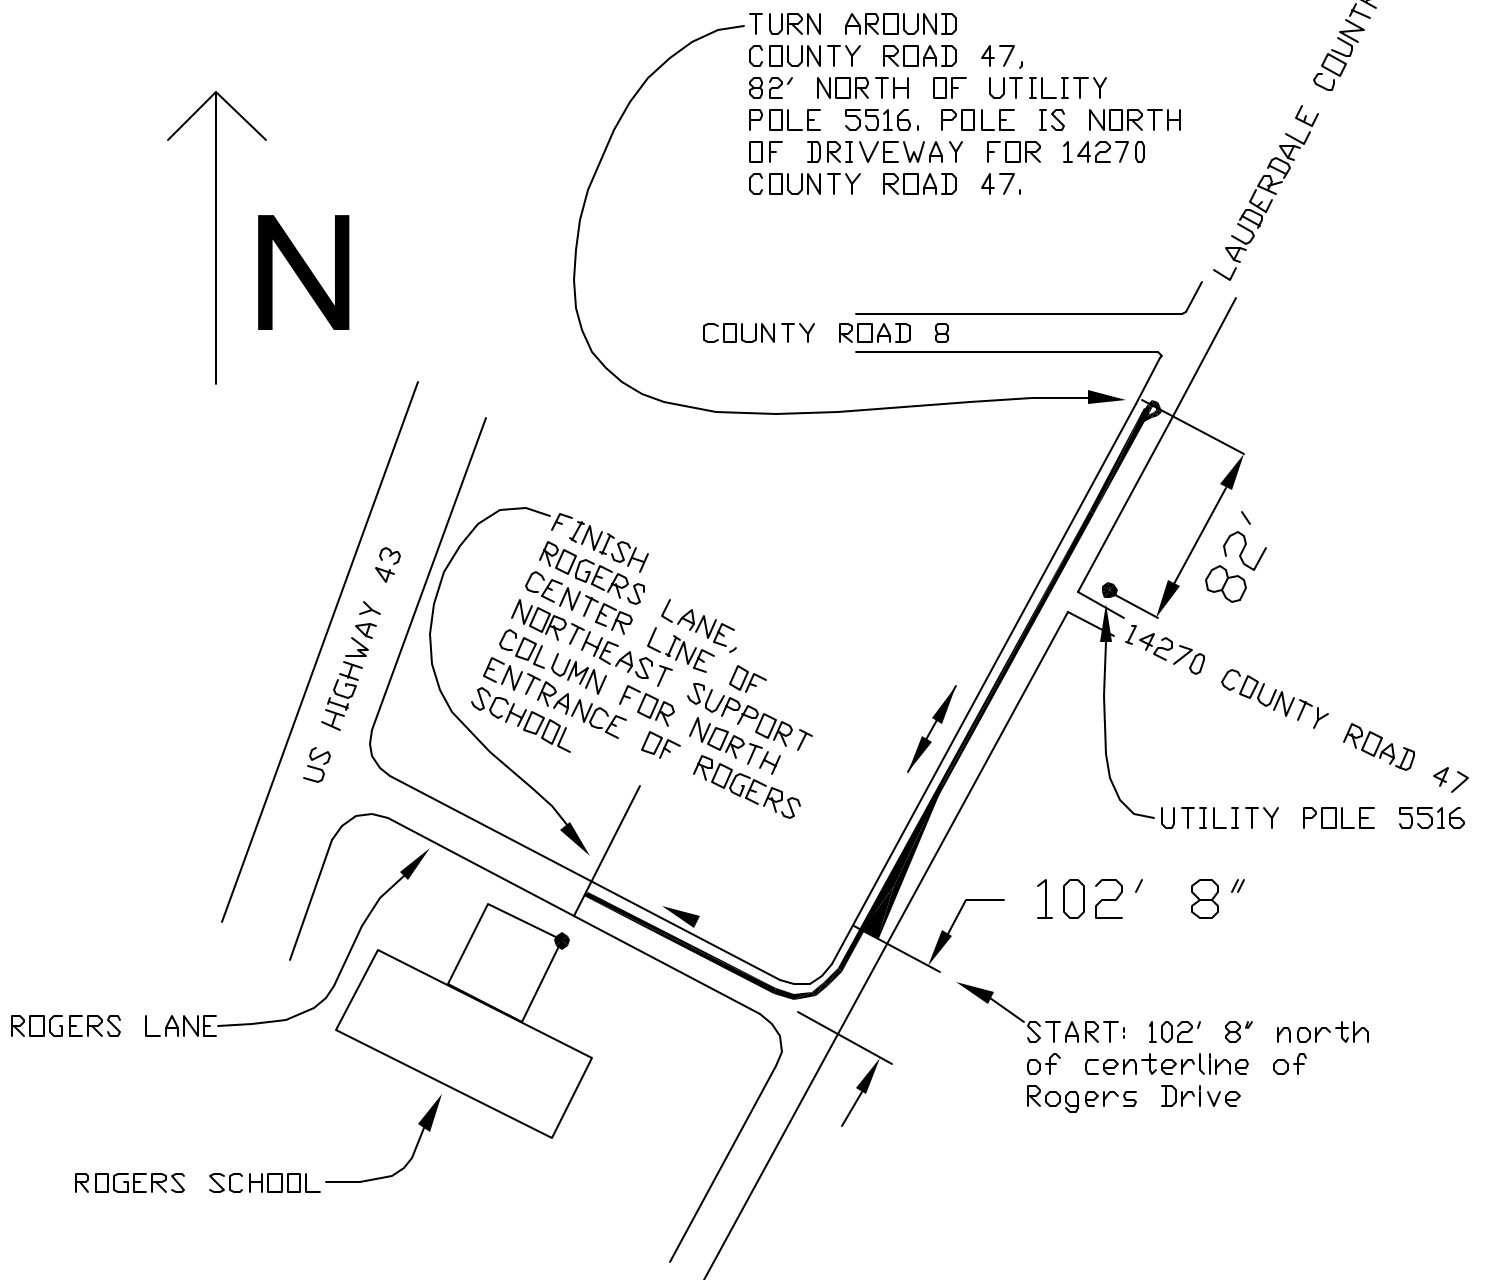 TURN AROUND
COUNTY ROAD 47,
82' NORTH OF UTILITY
POLE 5516. POLE IS NORTH
OF DRIVEWAY FOR 14270
COUNTY ROAD 47.
LAUDERDALE
N
COUNTY ROAD 8
FINISH
ROGERS LANE,
CENTER LINE OF
NORTHEAST SUPPORT
COLUMN FOR NORTH
ENTRANCE OF ROGERS
SCHOOL
US HIGHWAY 43
82'
14270 COUNTY ROAD 47
UTILITY POLE 5516
102' 8"
ROGERS LANE
START: 102' 8" north
of centerline of
Rogers Drive
ROGERS SCHOOL